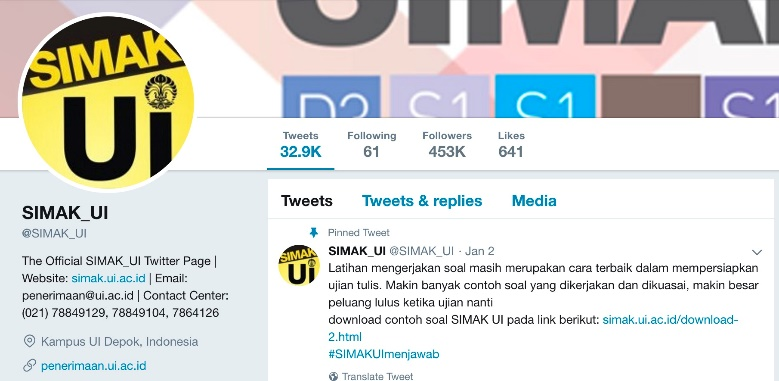 SIMAK
D3 S1 S1 S1
SIMAK
Ui
Tweets Following Followers Likes
32.9K 61 453K 641
SIMAK_UI
@SIMAK_UI
The Official SIMAK_UI Twitter Page |
Website: simak.ui.ac.id | Email:
penerimaan@ui.ac.id | Contact Center:
(021) 78849129, 78849104, 7864126
Kampus UI Depok, Indonesia
penerimaan.ui.ac.id
Tweets Tweets & replies Media
Pinned Tweet
SIMAK
Ui
SIMAK_UI @SIMAK_UI · Jan 2
Latihan mengerjakan soal masih merupakan cara terbaik dalam mempersiapkan
ujian tulis. Makin banyak contoh soal yang dikerjakan dan dikuasai, makin besar
peluang lulus ketika ujian nanti
download contoh soal SIMAK UI pada link berikut: simak.ui.ac.id/download-
2.html
#SIMAKUImenjawab
Translate Tweet